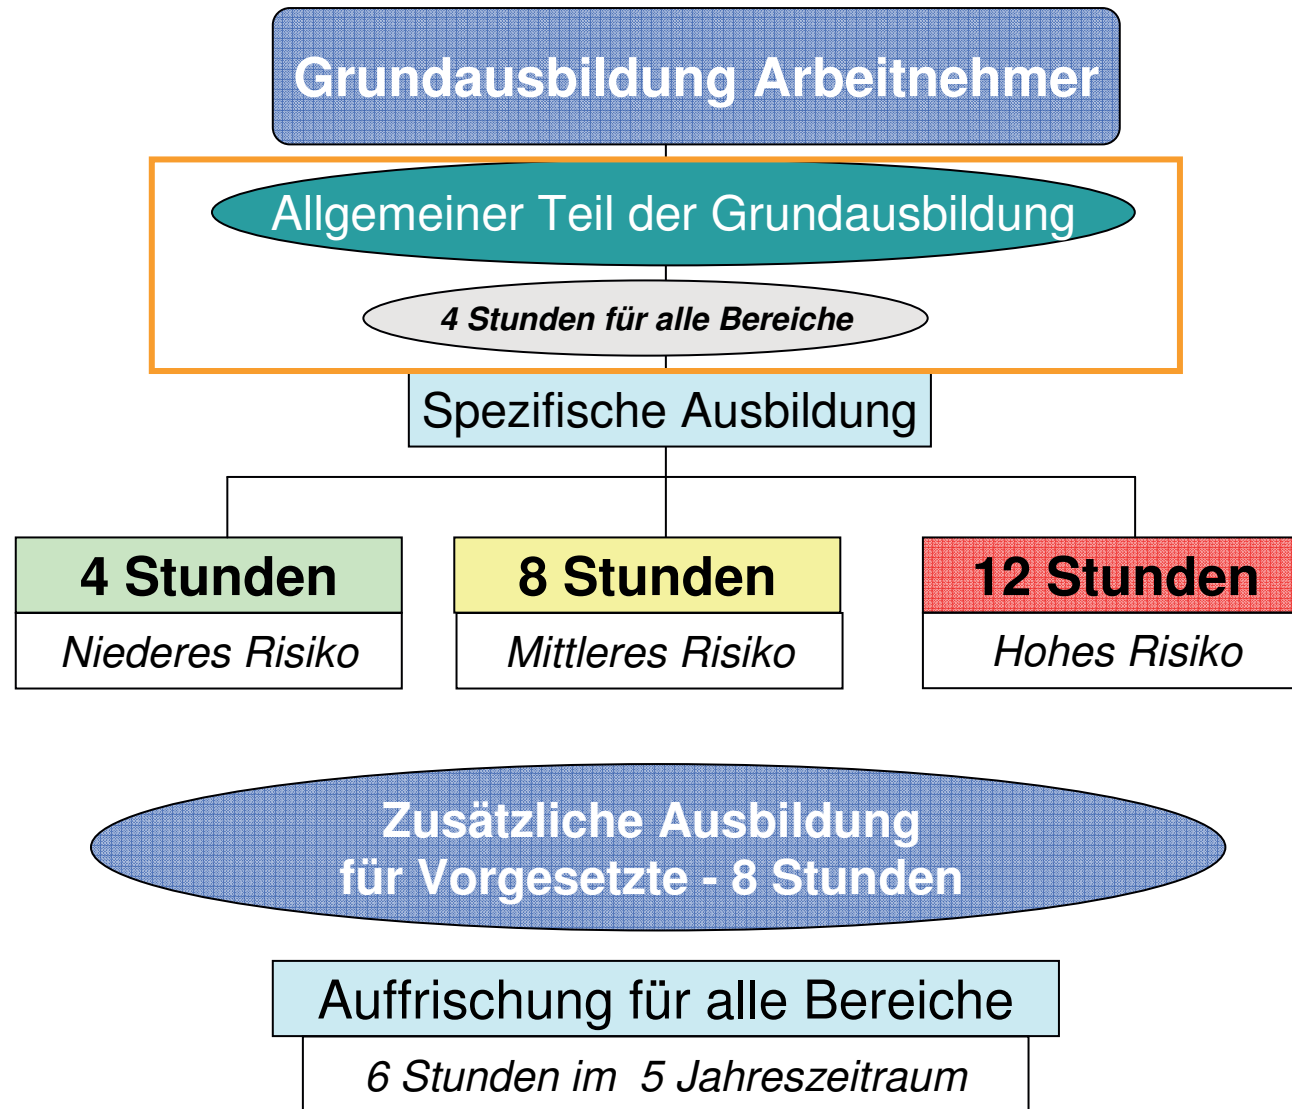 Grundausbildung Arbeitnehmer
Allgemeiner Teil der Grundausbildung
4 Stunden für alle Bereiche
Spezifische Ausbildung
4 Stunden
Niederes Risiko
8 Stunden
Mittleres Risiko
12 Stunden
Hohes Risiko
Zusätzliche Ausbildung
für Vorgesetzte - 8 Stunden
Auffrischung für alle Bereiche
6 Stunden im 5 Jahreszeitraum